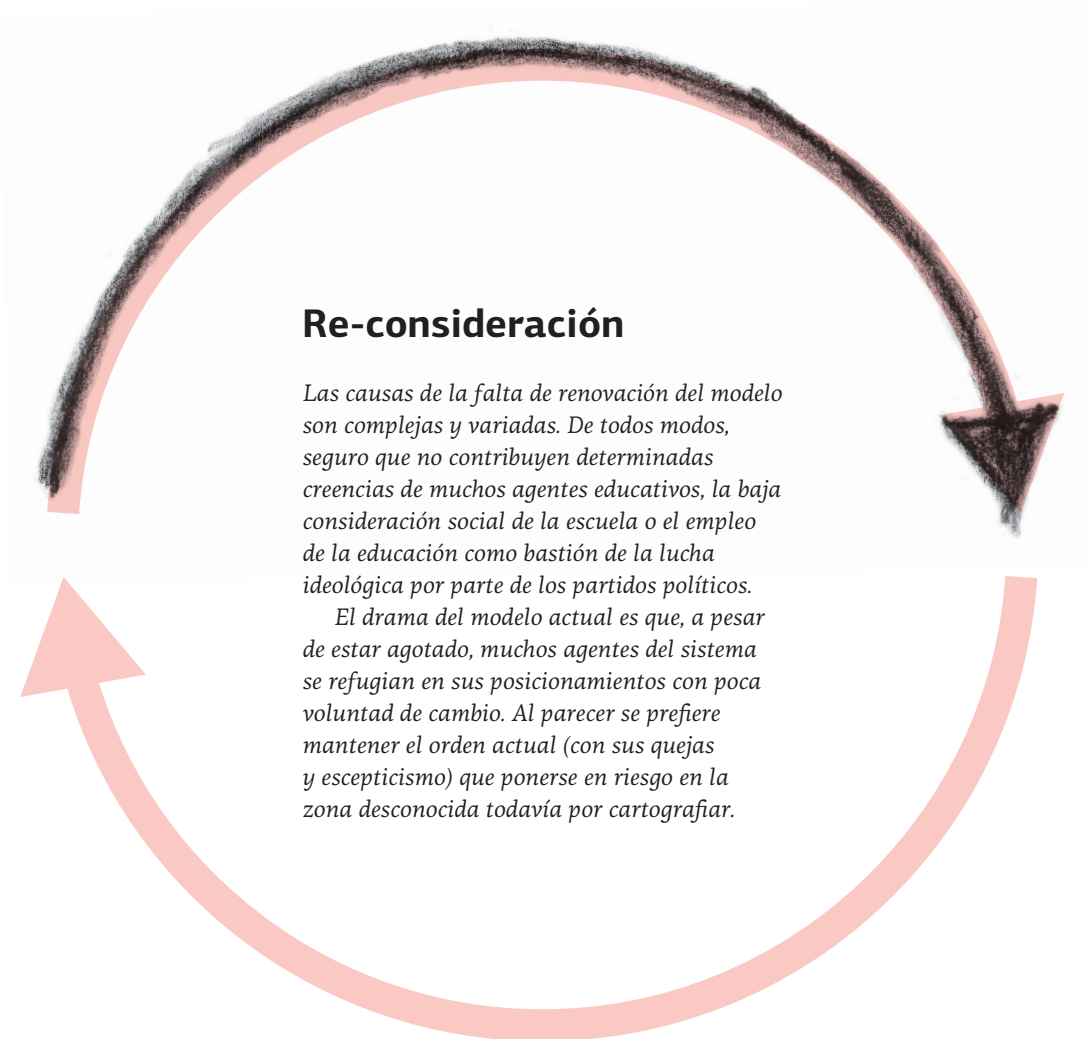 Re-consideración
Las causas de la falta de renovación del modelo
son complejas y variadas. De todos modos,
seguro que no contribuyen determinadas
creencias de muchos agentes educativos, la baja
consideración social de la escuela o el empleo
de la educación como bastión de la lucha
ideológica por parte de los partidos políticos.
El drama del modelo actual es que, a pesar
de estar agotado, muchos agentes del sistema
se refugian en sus posicionamientos con poca
voluntad de cambio. Al parecer se prefiere
mantener el orden actual (con sus quejas
y escepticismo) que ponerse en riesgo en la
zona desconocida todavía por cartografiar.